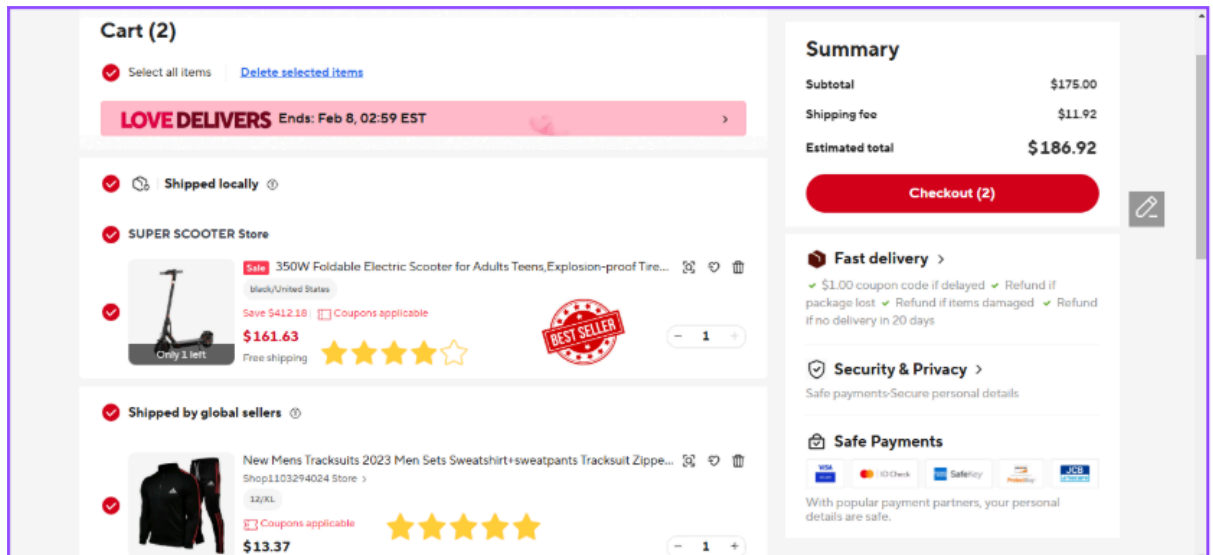 Cart (2)
Select all items
Delete selected items
LOVE DELIVERS Ends: Feb 8, 02:59 EST
Shipped locally
SUPER SCOOTER Store
Sale 350W Foldable Electric Scooter for Adults Teens,Explosion-proof Tire...
black/United States
Save $412.18 Coupons applicable
$161.63
Free shipping
Only 1 left
BEST SELLER
- 1 +
Shipped by global sellers
New Mens Tracksuits 2023 Men Sets Sweatshirt+sweatpants Tracksuit Zippe...
Shop1103294024 Store >
12/XL
Coupons applicable
$13.37
- 1 +
Summary
Subtotal $175.00
Shipping fee $11.92
Estimated total $186.92
Checkout (2)
Fast delivery >
$1.00 coupon code if delayed Refund if
package lost Refund if items damaged Refund
if no delivery in 20 days
Security & Privacy >
Safe payments·Secure personal details
Safe Payments
VISA ID Check SafeKey JCB
With popular payment partners, your personal
details are safe.